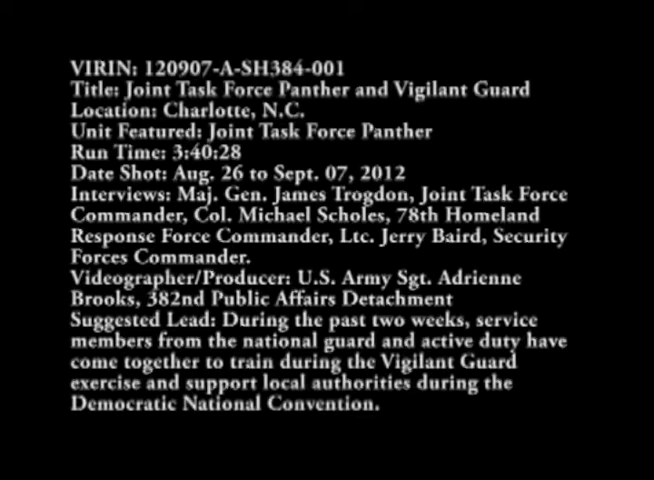 VIRIN: 120907-A-SH384-001
Title: Joint Task Force Panther and Vigilant Guard
Location: Charlotte, N.C.
Unit Featured: Joint Task Force Panther
Run Time: 3:40:28
Date Shot: Aug. 26 to Sept. 07, 2012
Interviews: Maj. Gen. James Trogdon, Joint Task Force
Commander, Col. Michael Scholes, 78th Homeland
Response Force Commander, Ltc. Jerry Baird, Security
Forces Commander.
Videographer/Producer: U.S. Army Sgt. Adrienne
Brooks, 382nd Public Affairs Detachment
Suggested Lead: During the past two weeks, service
members from the national guard and active duty have
come together to train during the Vigilant Guard
exercise and support local authorities during the
Democratic National Convention.